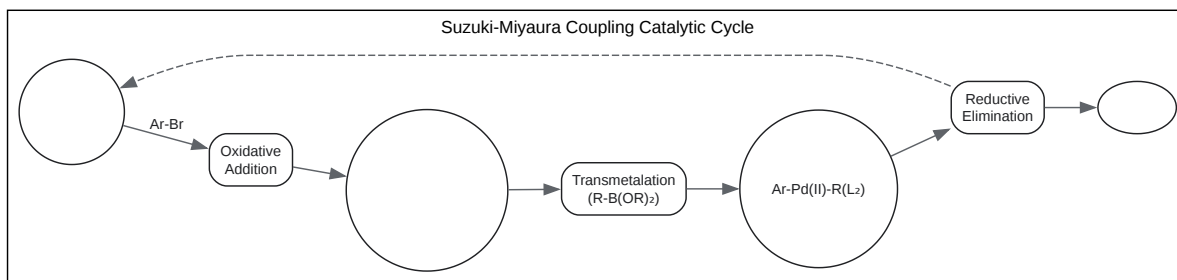 Suzuki-Miyaura Coupling Catalytic Cycle
Ar-Br
Oxidative
Addition
Transmetalation
(R-B(OR)₂)
Ar-Pd(II)-R(L₂)
Reductive
Elimination